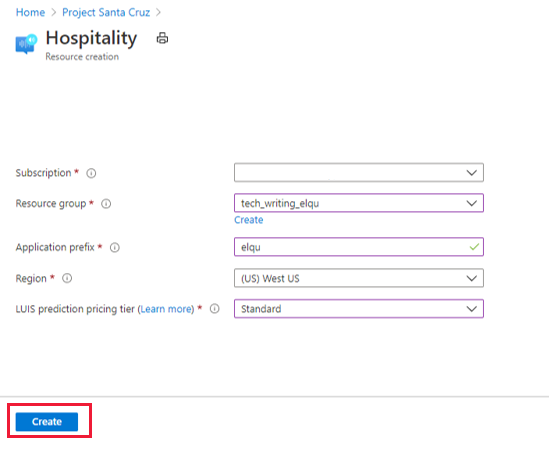 Home > Project Santa Cruz >
Hospitality
Resource creation
Subscription *
Resource group * tech_writing_elqu
Create
Application prefix * elqu
Region * (US) West US
LUIS prediction pricing tier (Learn more) * Standard
Create